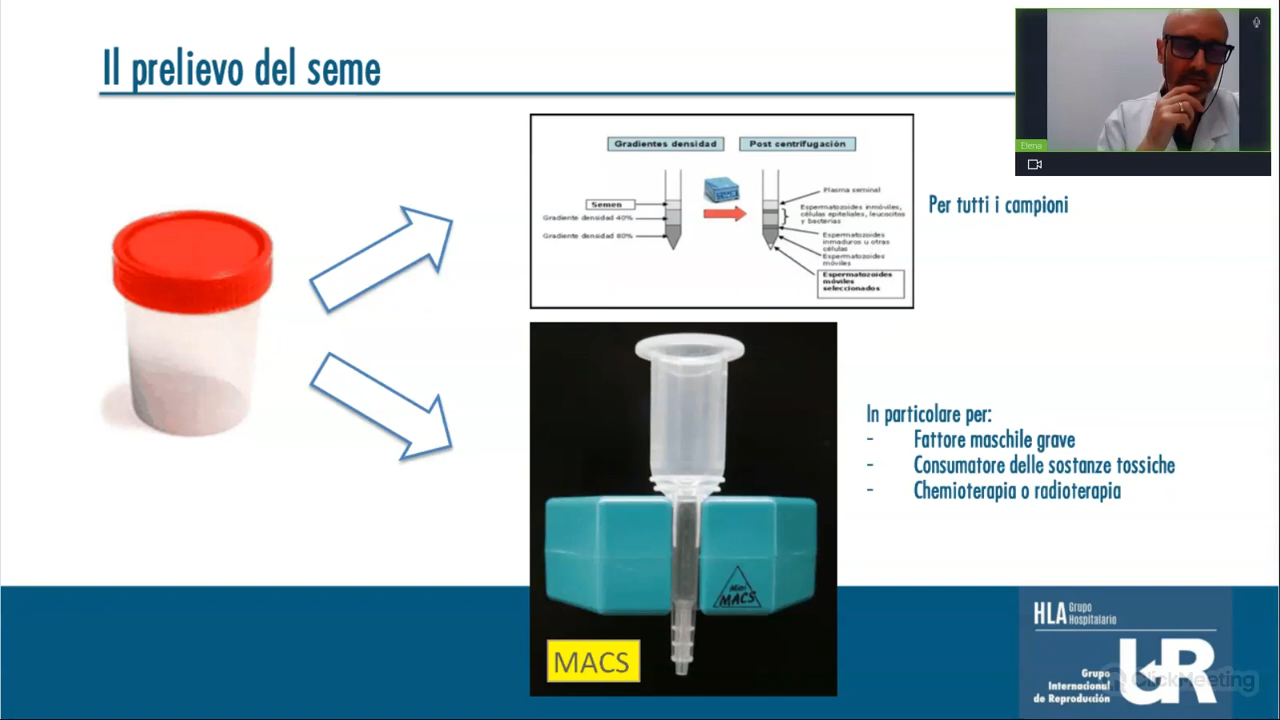 Il prelievo del seme
Elena
Gradientes densidad
Post centrifugación
Semen
Gradiente densidad 40%
Gradiente densidad 80%
Plasma seminal
Espermatozoides inmóviles,
células epiteliales, leucocitos
y bacterias
Espermatozoides
inmaduros u otras
células
Espermatozoides
móviles
Espermatozoides
móviles
seleccionados
Per tutti i campioni
In particolare per:
- Fattore maschile grave
- Consumatore delle sostanze tossiche
- Chemioterapia o radioterapia
Mini
MACS
MACS
HLA Grupo
Hospitalario
UR
Grupo
Internacional
de Reproducción
ClickMeeting